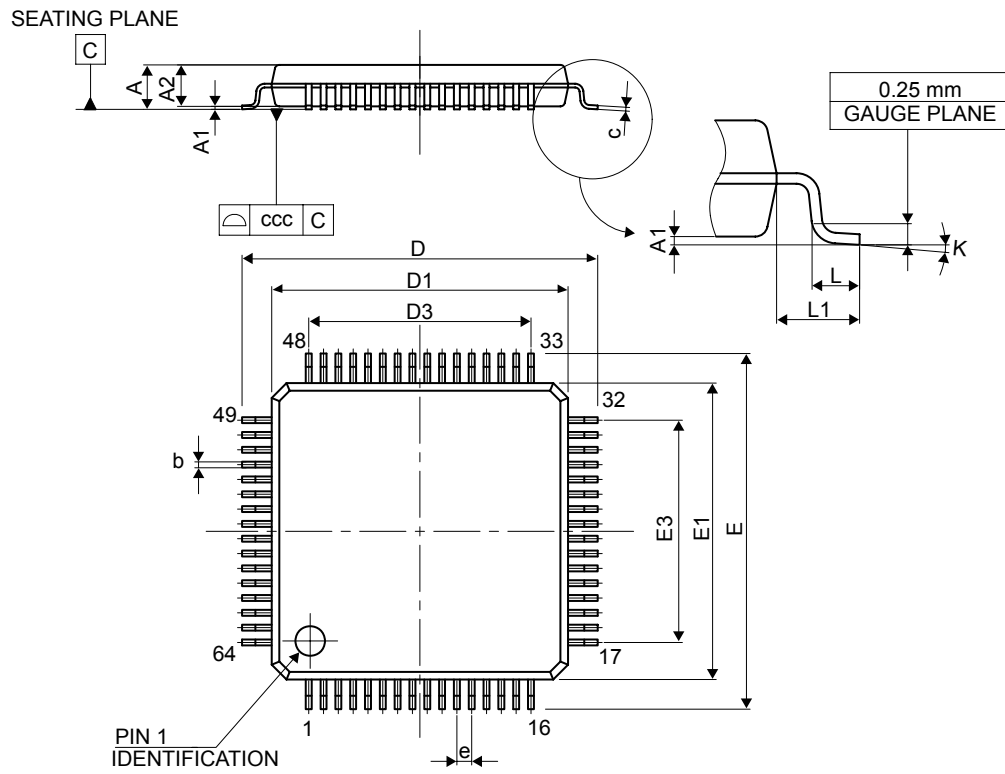 SEATING PLANE
C
A
A2
A1
c
ccc C
0.25 mm
GAUGE PLANE
A1
K
L
L1
D
D1
D3
48
33
49
32
b
E3
E1
E
64
17
1
16
PIN 1
IDENTIFICATION
e